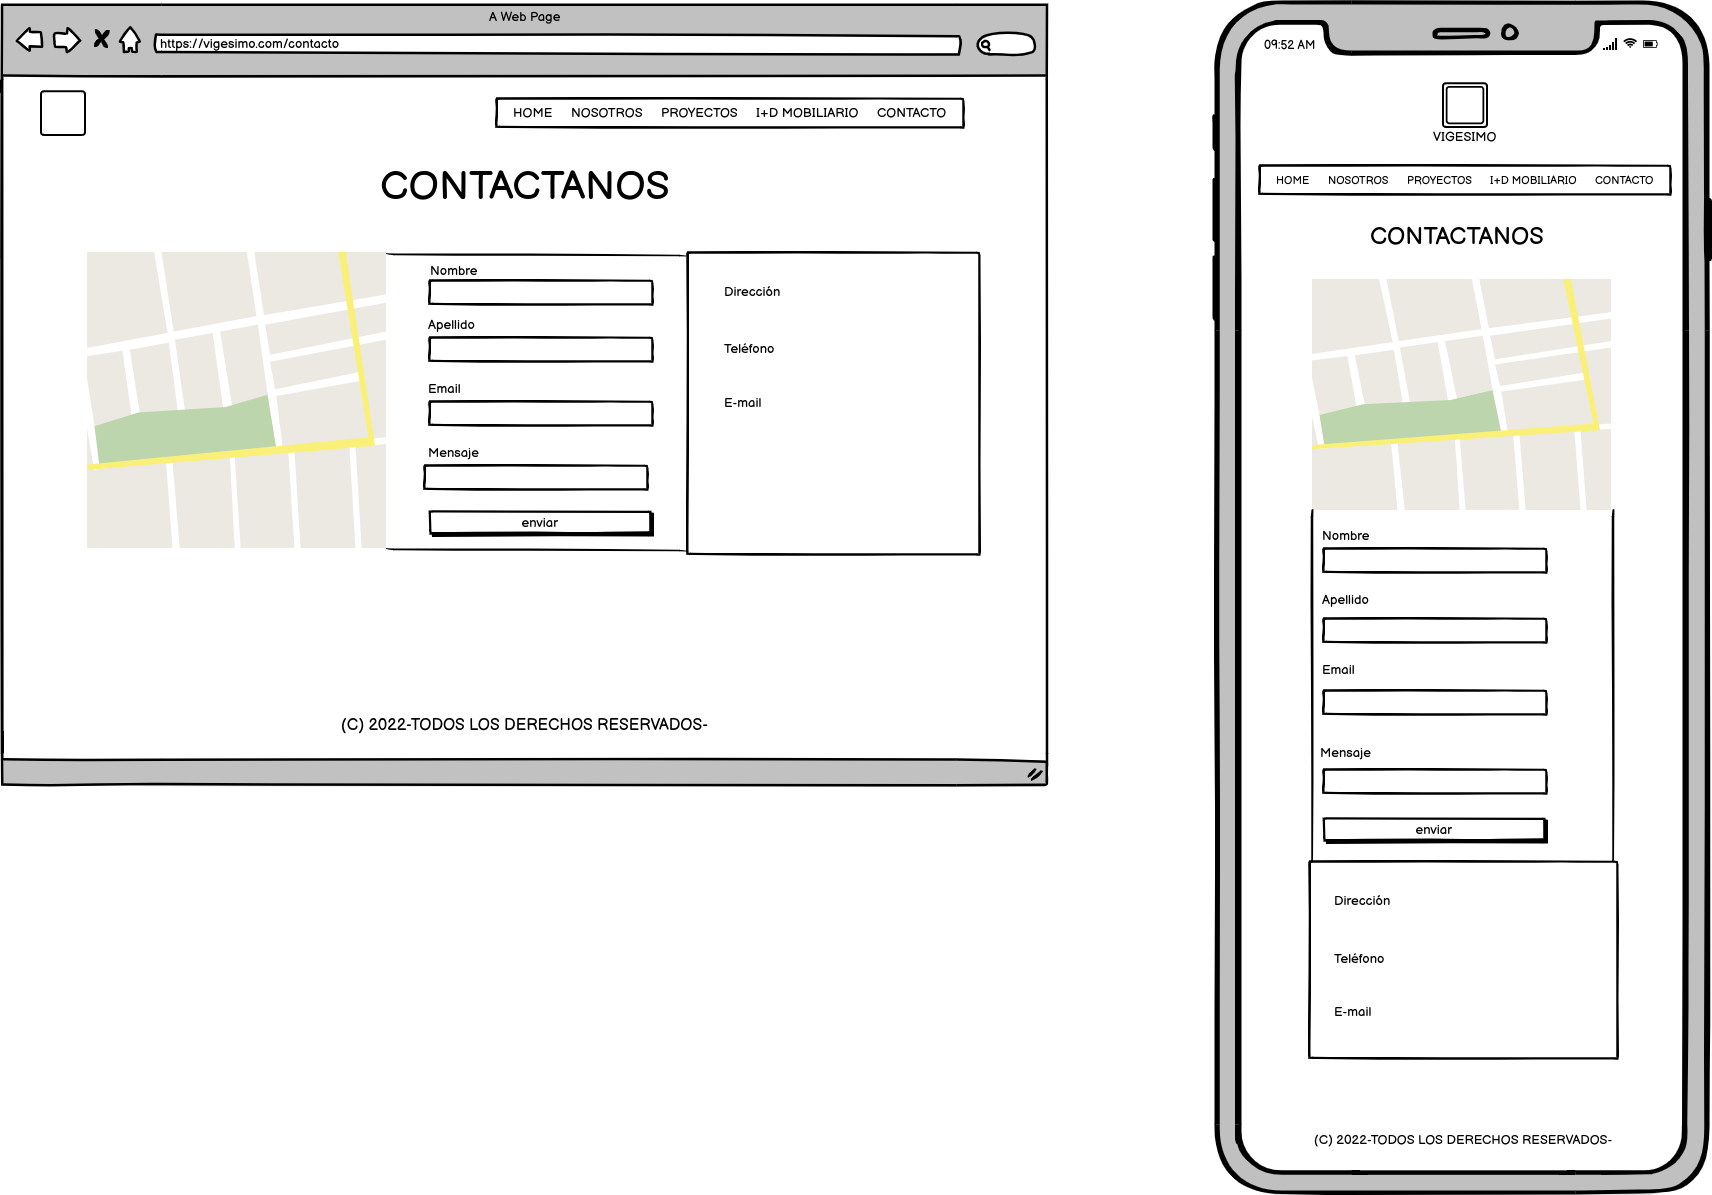 A Web Page
https://vigesimo.com/contacto
HOME NOSOTROS PROYECTOS I+D MOBILIARIO CONTACTO
CONTACTANOS
Nombre
Apellido
Email
Mensaje
enviar
Dirección
Teléfono
E-mail
(C) 2022-TODOS LOS DERECHOS RESERVADOS-
09:52 AM
VIGESIMO
HOME NOSOTROS PROYECTOS I+D MOBILIARIO CONTACTO
CONTACTANOS
Nombre
Apellido
Email
Mensaje
enviar
Dirección
Teléfono
E-mail
(C) 2022-TODOS LOS DERECHOS RESERVADOS-